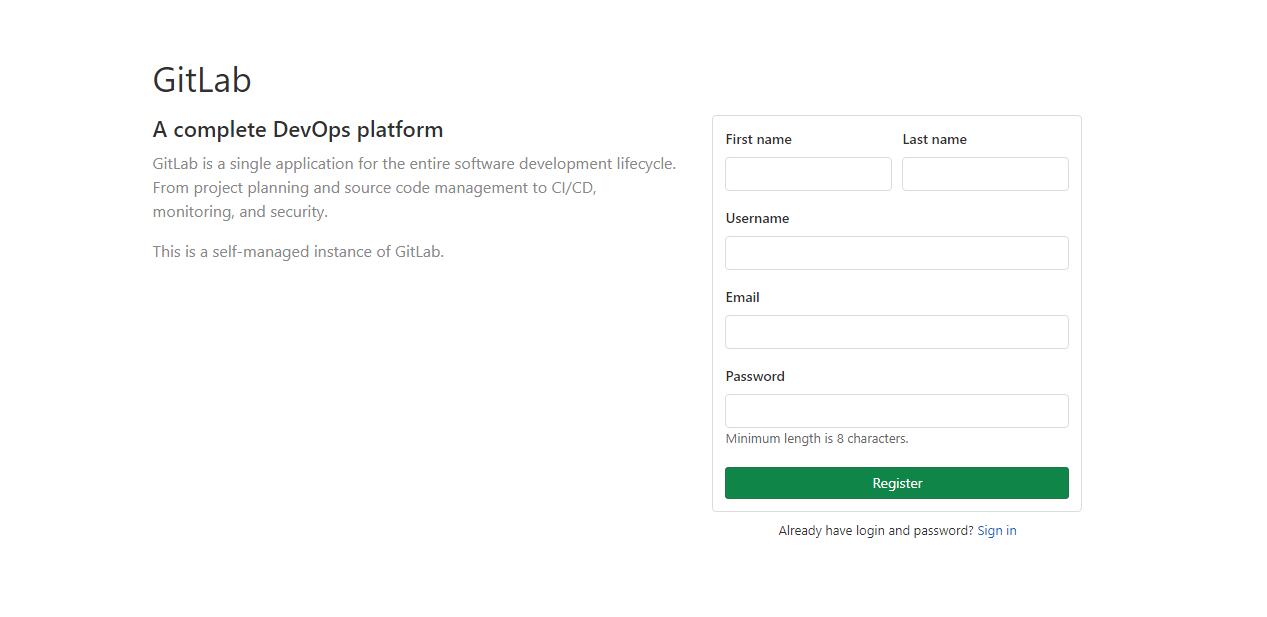 GitLab
A complete DevOps platform
GitLab is a single application for the entire software development lifecycle.
From project planning and source code management to CI/CD,
monitoring, and security.
This is a self-managed instance of GitLab.
First name
Last name
Username
Email
Password
Minimum length is 8 characters.
Register
Already have login and password? Sign in